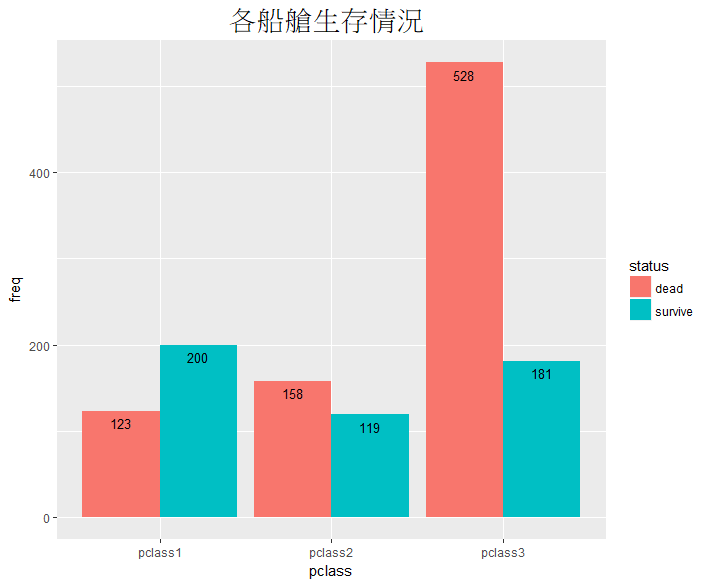 各船艙生存情況
528
200
181
158
123
119
400
200
0
freq
pclass1 pclass2 pclass3
pclass
status
dead
survive